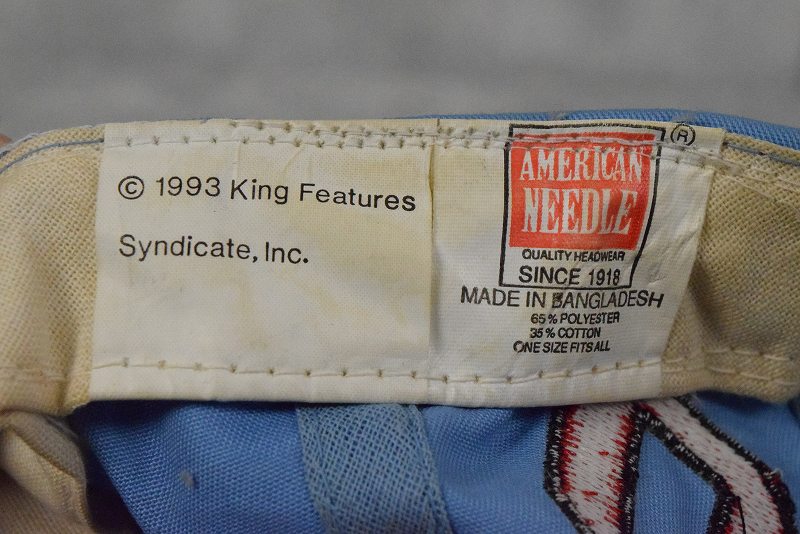 © 1993 King Features
Syndicate, Inc.
AMERICAN
NEEDLE
®
QUALITY HEADWEAR
SINCE 1918
MADE IN BANGLADESH
65% POLYESTER
35% COTTON
ONE SIZE FITS ALL